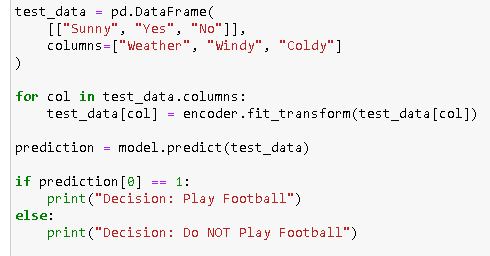 test_data = pd.DataFrame(
    [["Sunny", "Yes", "No"]],
    columns=["Weather", "Windy", "Coldy"]
)
for col in test_data.columns:
    test_data[col] = encoder.fit_transform(test_data[col])
prediction = model.predict(test_data)
if prediction[0] == 1:
    print("Decision: Play Football")
else:
    print("Decision: Do NOT Play Football")